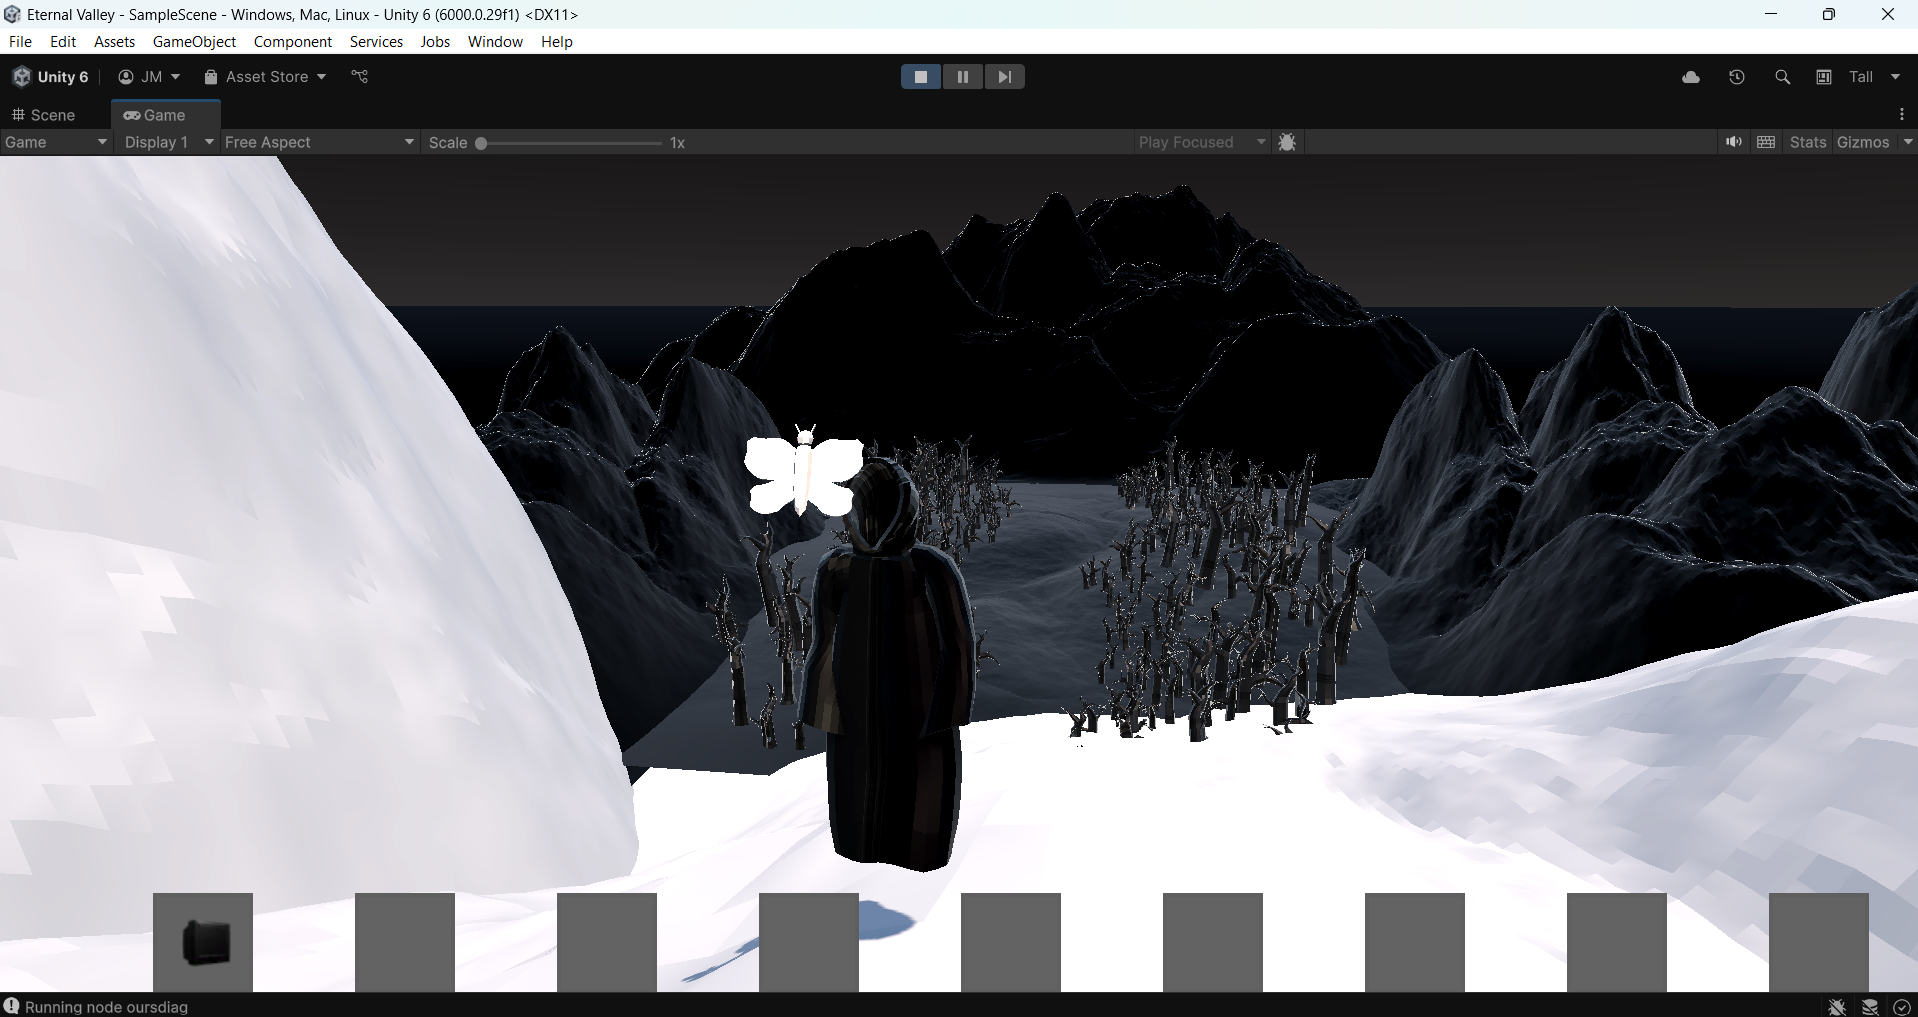 Eternal Valley - SampleScene - Windows, Mac, Linux - Unity 6 (6000.0.29f1) <DX11>
File Edit Assets GameObject Component Services Jobs Window Help
Unity 6 JM Asset Store Tall
Scene Game
Game Display 1 Free Aspect Scale 1x Play Focused Stats Gizmos
Running node oursdiag